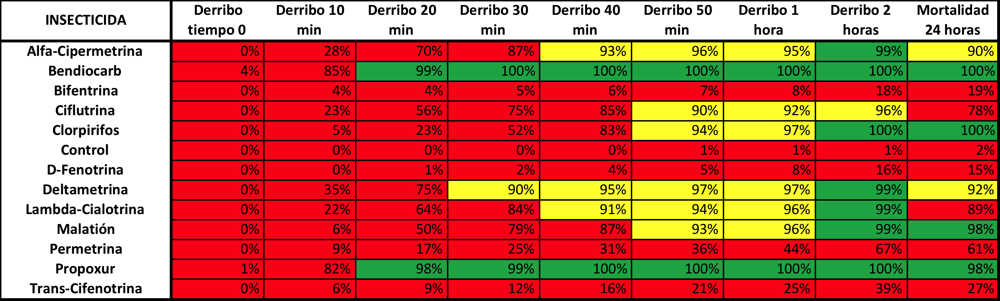 INSECTICIDA Derribo tiempo 0 Derribo 10 min Derribo 20 min Derribo 30 min Derribo 40 min Derribo 50 min Derribo 1 hora Derribo 2 horas Mortalidad 24 horas
Alfa-Cipermetrina 0% 28% 70% 87% 93% 96% 95% 99% 90%
Bendiocarb 4% 85% 99% 100% 100% 100% 100% 100% 100%
Bifentrina 0% 4% 4% 5% 6% 7% 8% 18% 19%
Ciflutrina 0% 23% 56% 75% 85% 90% 92% 96% 78%
Clorpirifos 0% 5% 23% 52% 83% 94% 97% 100% 100%
Control 0% 0% 0% 0% 0% 1% 1% 1% 2%
D-Fenotrina 0% 0% 1% 2% 4% 5% 8% 16% 15%
Deltametrina 0% 35% 75% 90% 95% 97% 97% 99% 92%
Lambda-Cialotrina 0% 22% 64% 84% 91% 94% 96% 99% 89%
Malatión 0% 6% 50% 79% 87% 93% 96% 99% 98%
Permetrina 0% 9% 17% 25% 31% 36% 44% 67% 61%
Propoxur 1% 82% 98% 99% 100% 100% 100% 100% 98%
Trans-Cifenotrina 0% 6% 9% 12% 16% 21% 25% 39% 27%